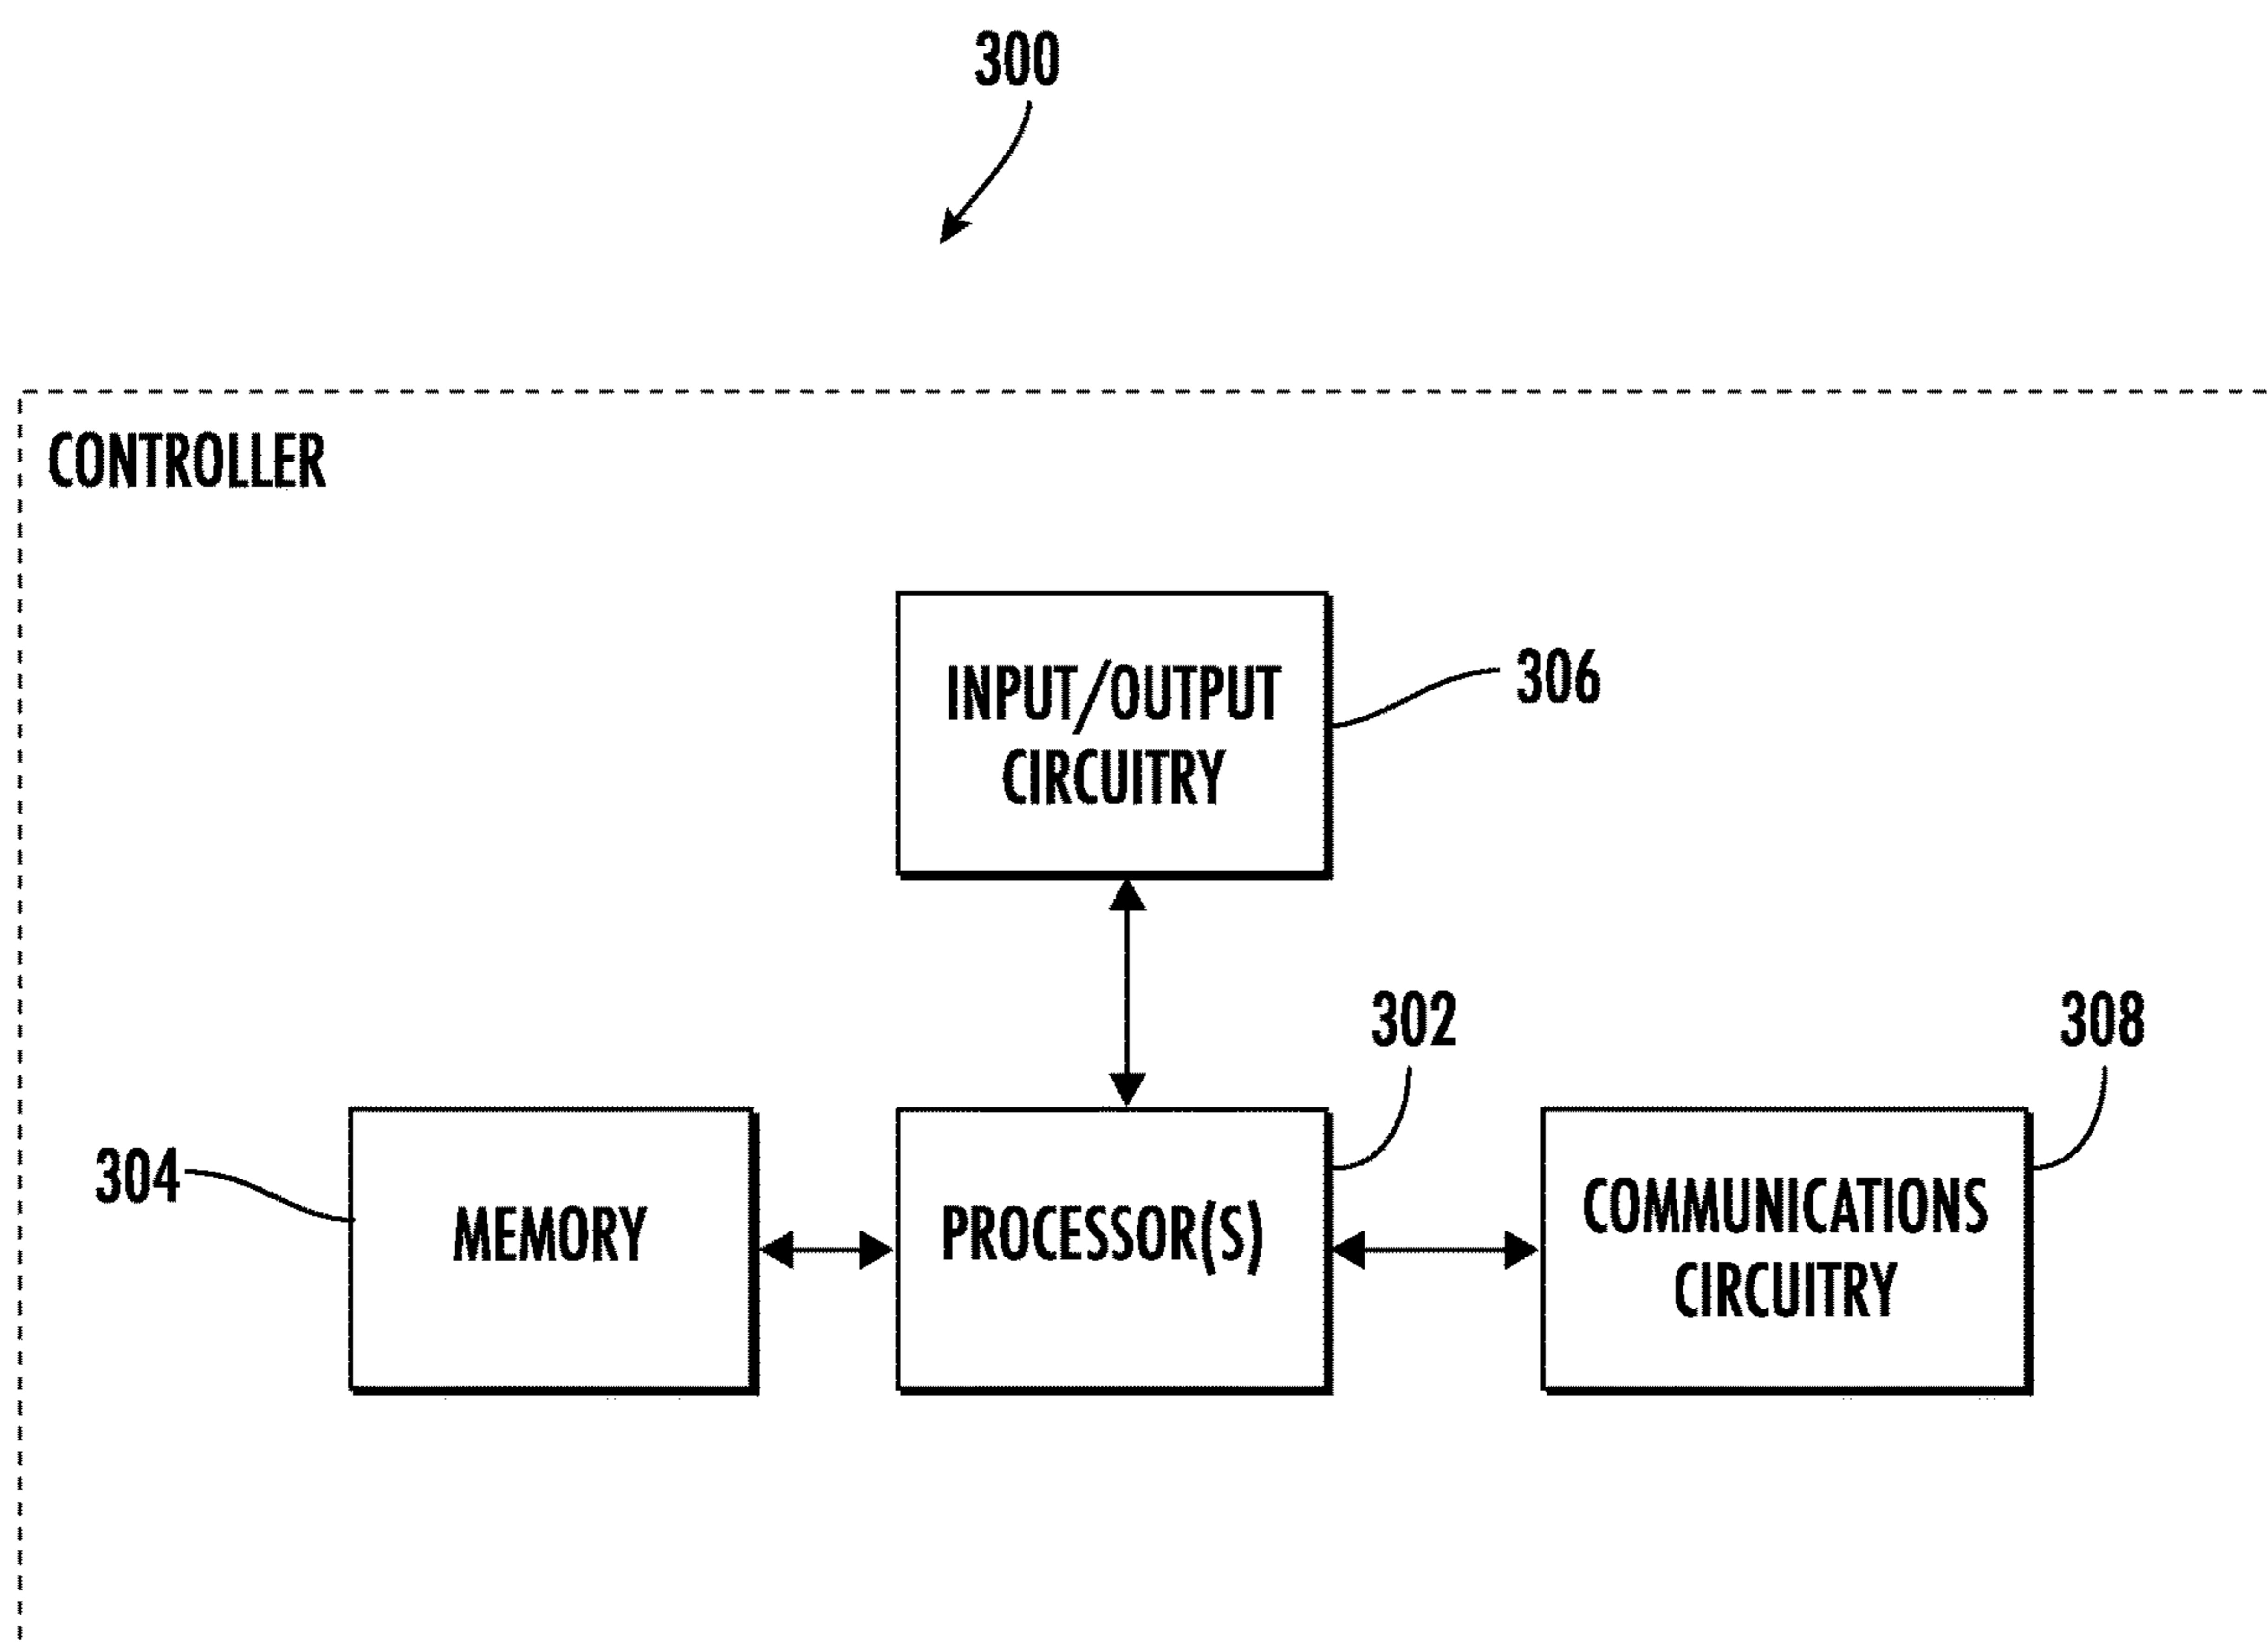 300
CONTROLLER
INPUT/OUTPUT
CIRCUITRY
306
302
308
304
MEMORY
PROCESSOR(S)
COMMUNICATIONS
CIRCUITRY